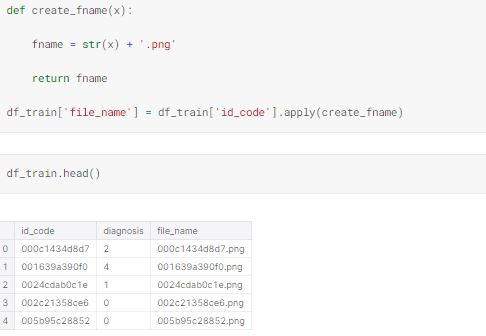 def create_fname(x):
fname = str(x) + '.png'
return fname
df_train['file_name'] = df_train['id_code'].apply(create_fname)
df_train.head()
id_code diagnosis file_name
0 000c1434d8d7 2 000c1434d8d7.png
1 001639a390f0 4 001639a390f0.png
2 0024cdab0c1e 1 0024cdab0c1e.png
3 002c21358ce6 0 002c21358ce6.png
4 005b95c28852 0 005b95c28852.png